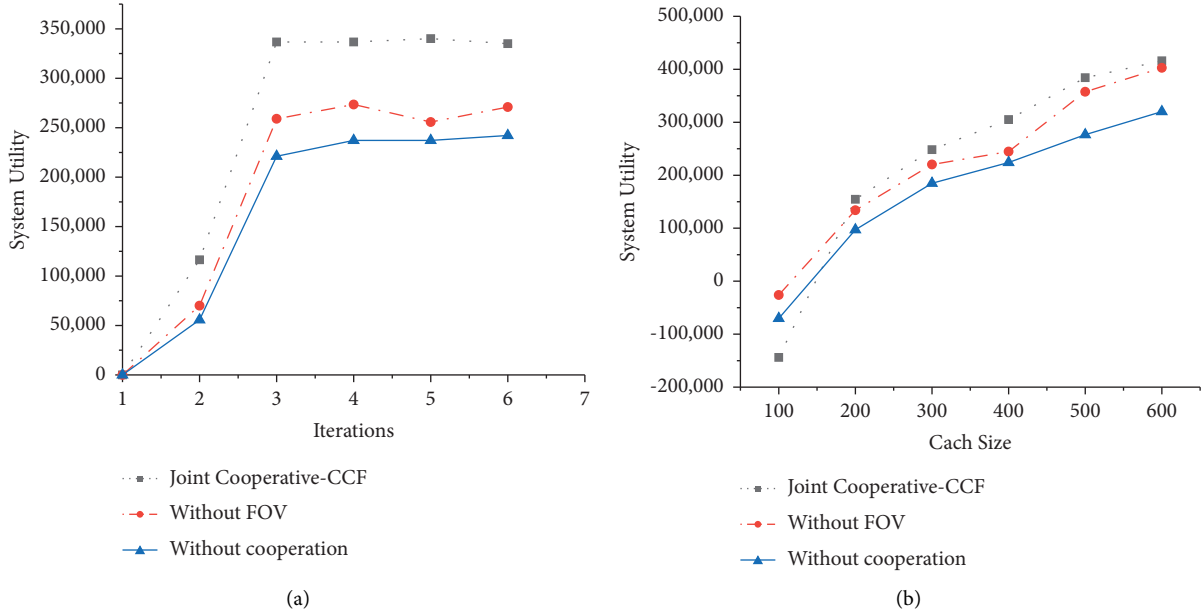 350,000
300,000
250,000
200,000
150,000
100,000
50,000
0
System Utility
1 2 3 4 5 6 7
Iterations
Joint Cooperative-CCF
Without FOV
Without cooperation
(a)
500,000
400,000
300,000
200,000
100,000
0
-100,000
-200,000
System Utility
100 200 300 400 500 600
Cach Size
Joint Cooperative-CCF
Without FOV
Without cooperation
(b)